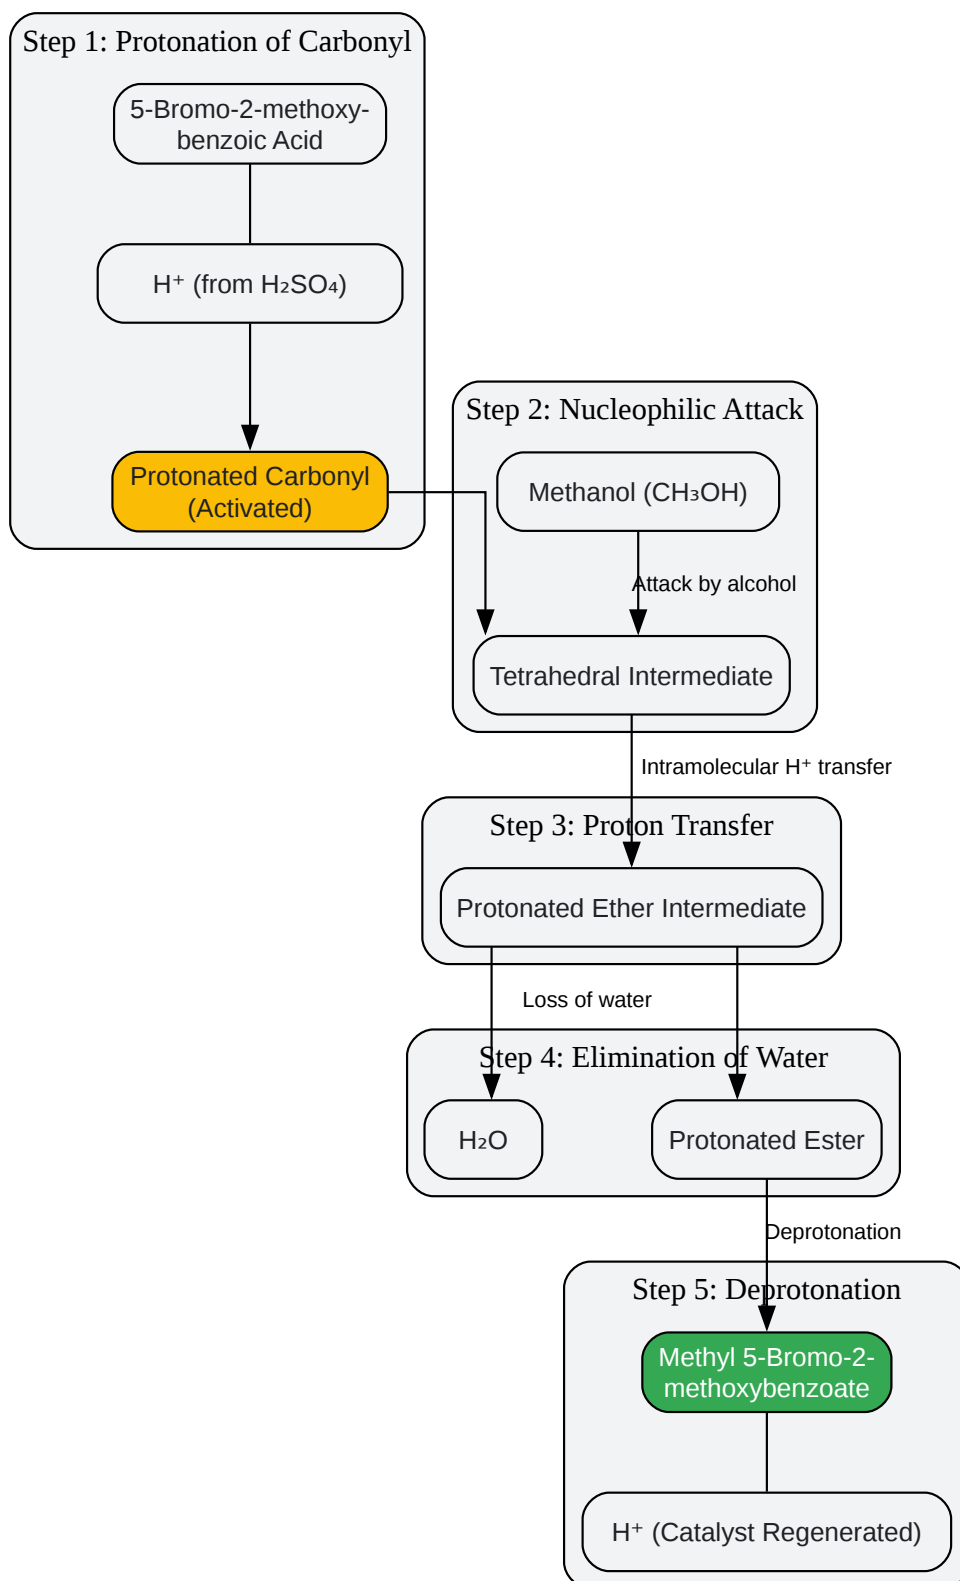 Step 1: Protonation of Carbonyl
5-Bromo-2-methoxy-
benzoic Acid
H⁺ (from H₂SO₄)
Protonated Carbonyl
(Activated)
Step 2: Nucleophilic Attack
Methanol (CH₃OH)
Attack by alcohol
Tetrahedral Intermediate
Intramolecular H⁺ transfer
Step 3: Proton Transfer
Protonated Ether Intermediate
Loss of water
Step 4: Elimination of Water
H₂O
Protonated Ester
Deprotonation
Step 5: Deprotonation
Methyl 5-Bromo-2-
methoxybenzoate
H⁺ (Catalyst Regenerated)